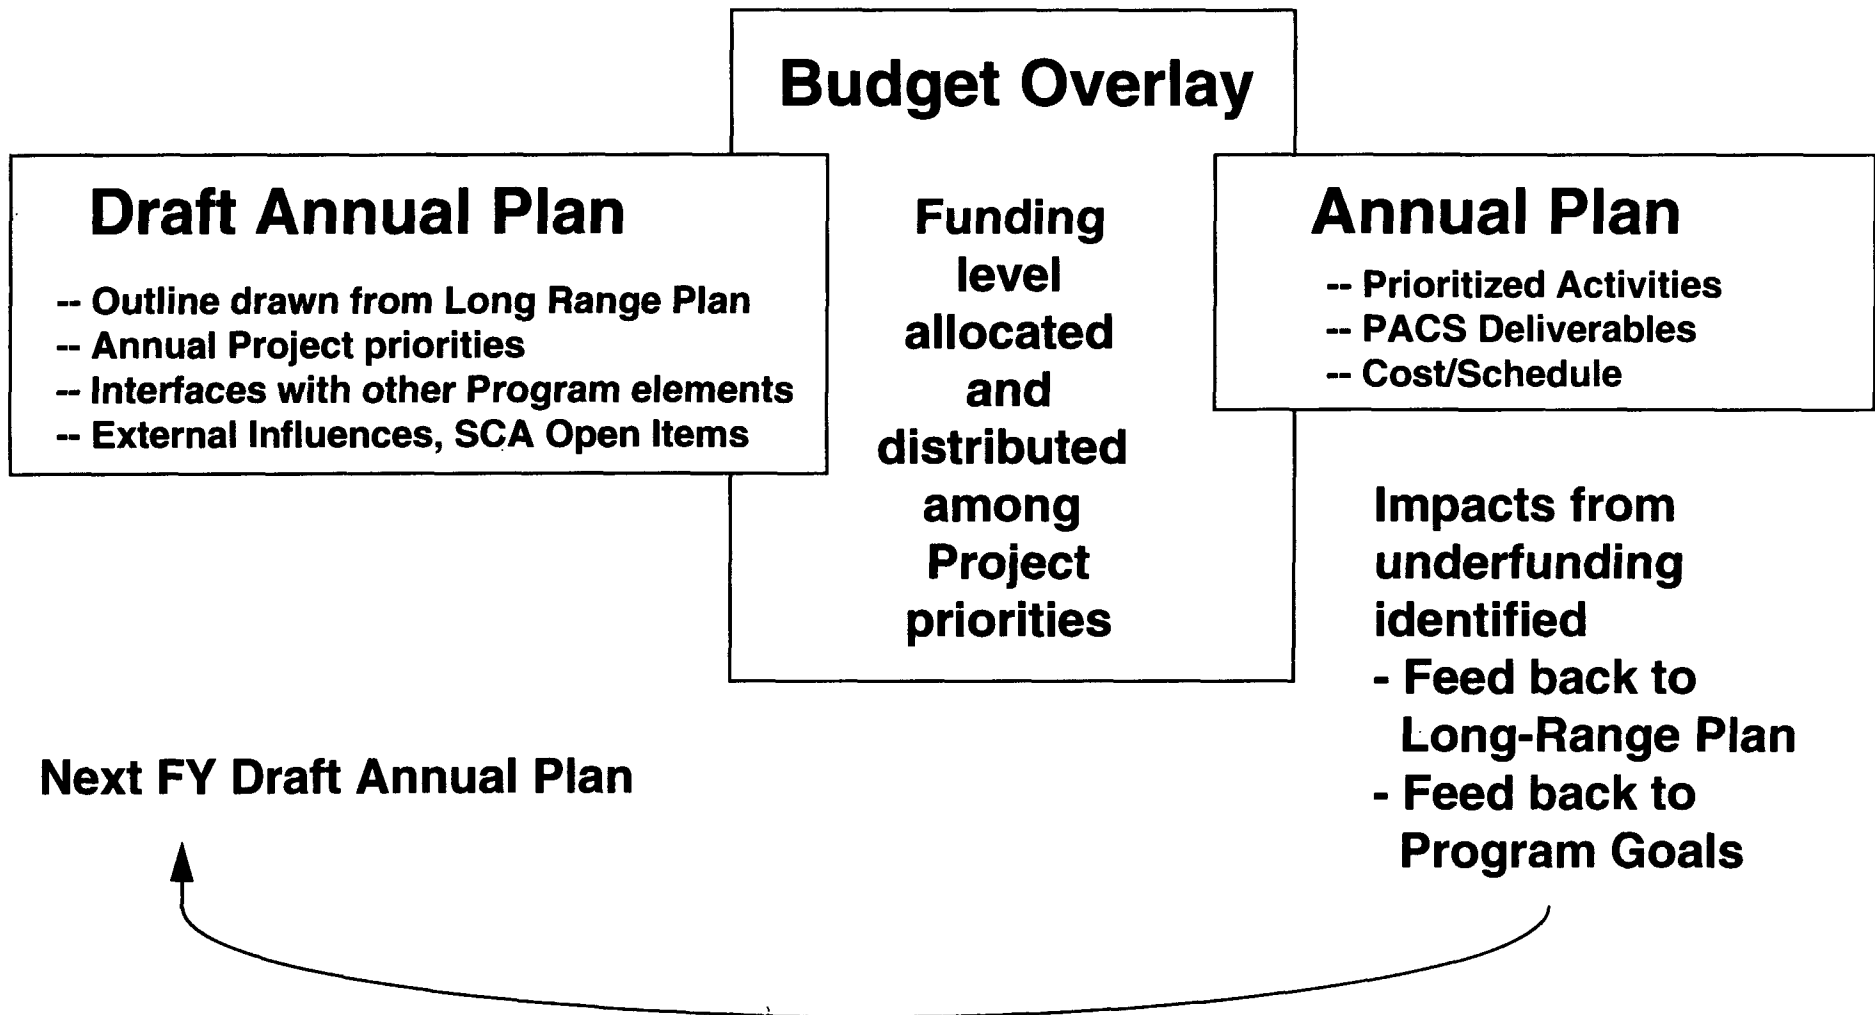 Budget Overlay
Funding
level
allocated
and
distributed
among
Project
priorities
Draft Annual Plan
-- Outline drawn from Long Range Plan
-- Annual Project priorities
-- Interfaces with other Program elements
-- External Influences, SCA Open Items
Annual Plan
-- Prioritized Activities
-- PACS Deliverables
-- Cost/Schedule
Impacts from
underfunding
identified
- Feed back to
Long-Range Plan
- Feed back to
Program Goals
Next FY Draft Annual Plan